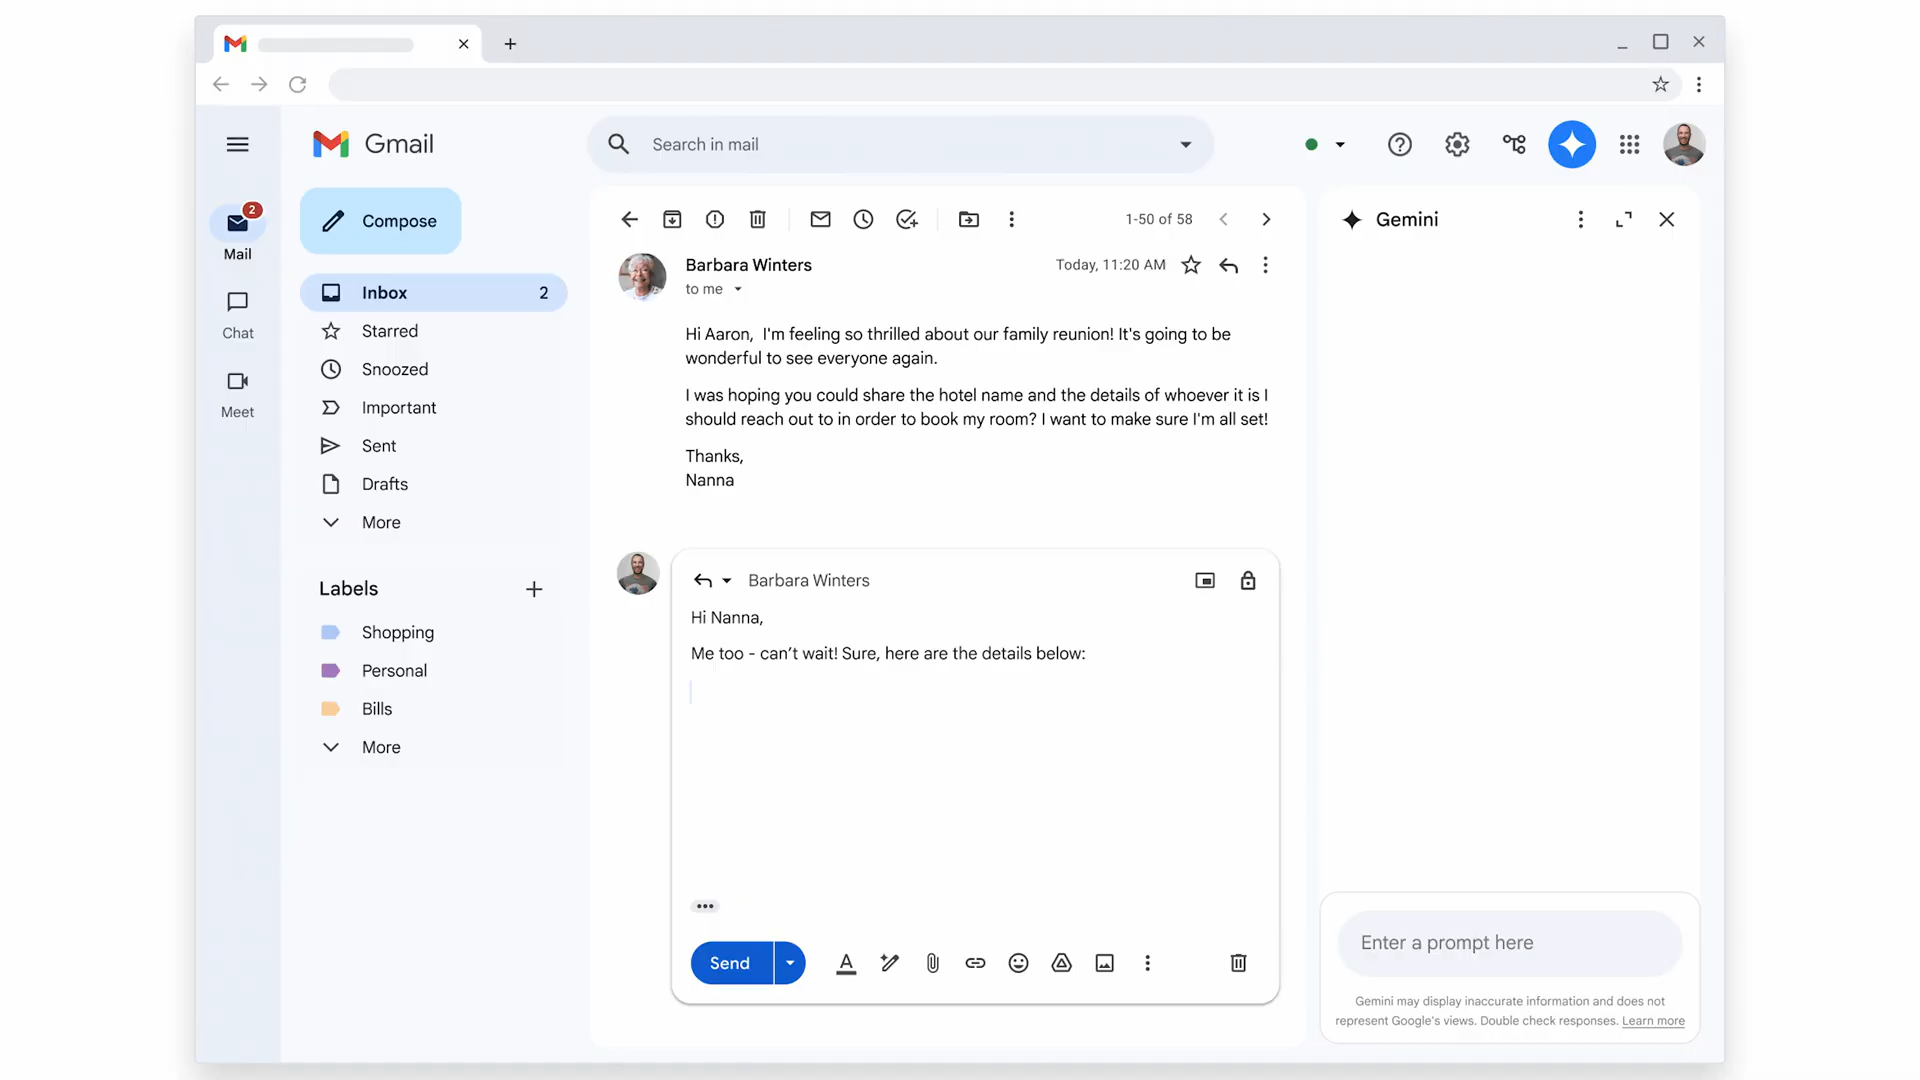 Gmail
Search in mail
2
Mail
Chat
Meet
Compose
Inbox 2
Starred
Snoozed
Important
Sent
Drafts
More
Labels
Shopping
Personal
Bills
More
1-50 of 58
Barbara Winters
Today, 11:20 AM
to me
Hi Aaron,  I'm feeling so thrilled about our family reunion! It's going to be
wonderful to see everyone again.
I was hoping you could share the hotel name and the details of whoever it is I
should reach out to in order to book my room? I want to make sure I'm all set!
Thanks,
Nanna
Barbara Winters
Hi Nanna,
Me too - can’t wait! Sure, here are the details below:
Send
Gemini
Enter a prompt here
Gemini may display inaccurate information and does not
represent Google's views. Double check responses. Learn more